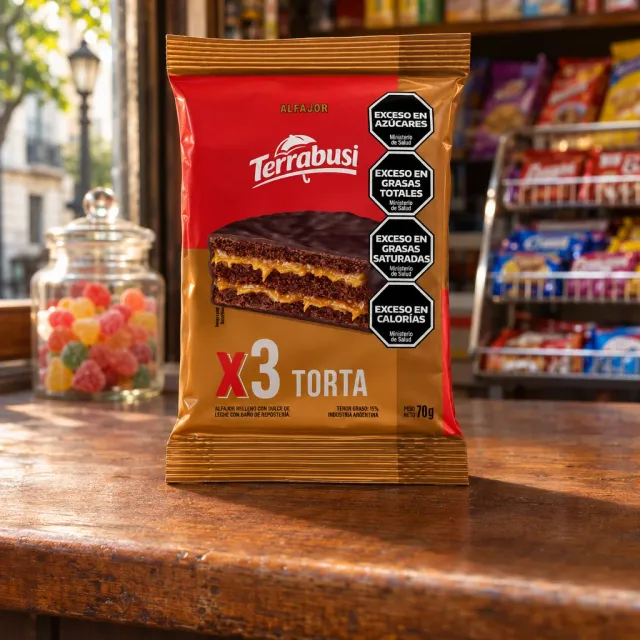 ALFAJOR
Terrabusi
EXCESO EN
AZÚCARES
Ministerio
de Salud
EXCESO EN
GRASAS
TOTALES
Ministerio
de Salud
EXCESO EN
GRASAS
SATURADAS
Ministerio
de Salud
EXCESO EN
CALORÍAS
Ministerio
de Salud
X3 TORTA
ALFAJOR RELLENO CON DULCE DE
LECHE CON BAÑO DE REPOSTERÍA.
TENOR GRASO: 15%
INDUSTRIA ARGENTINA
PESO
NETO 70g